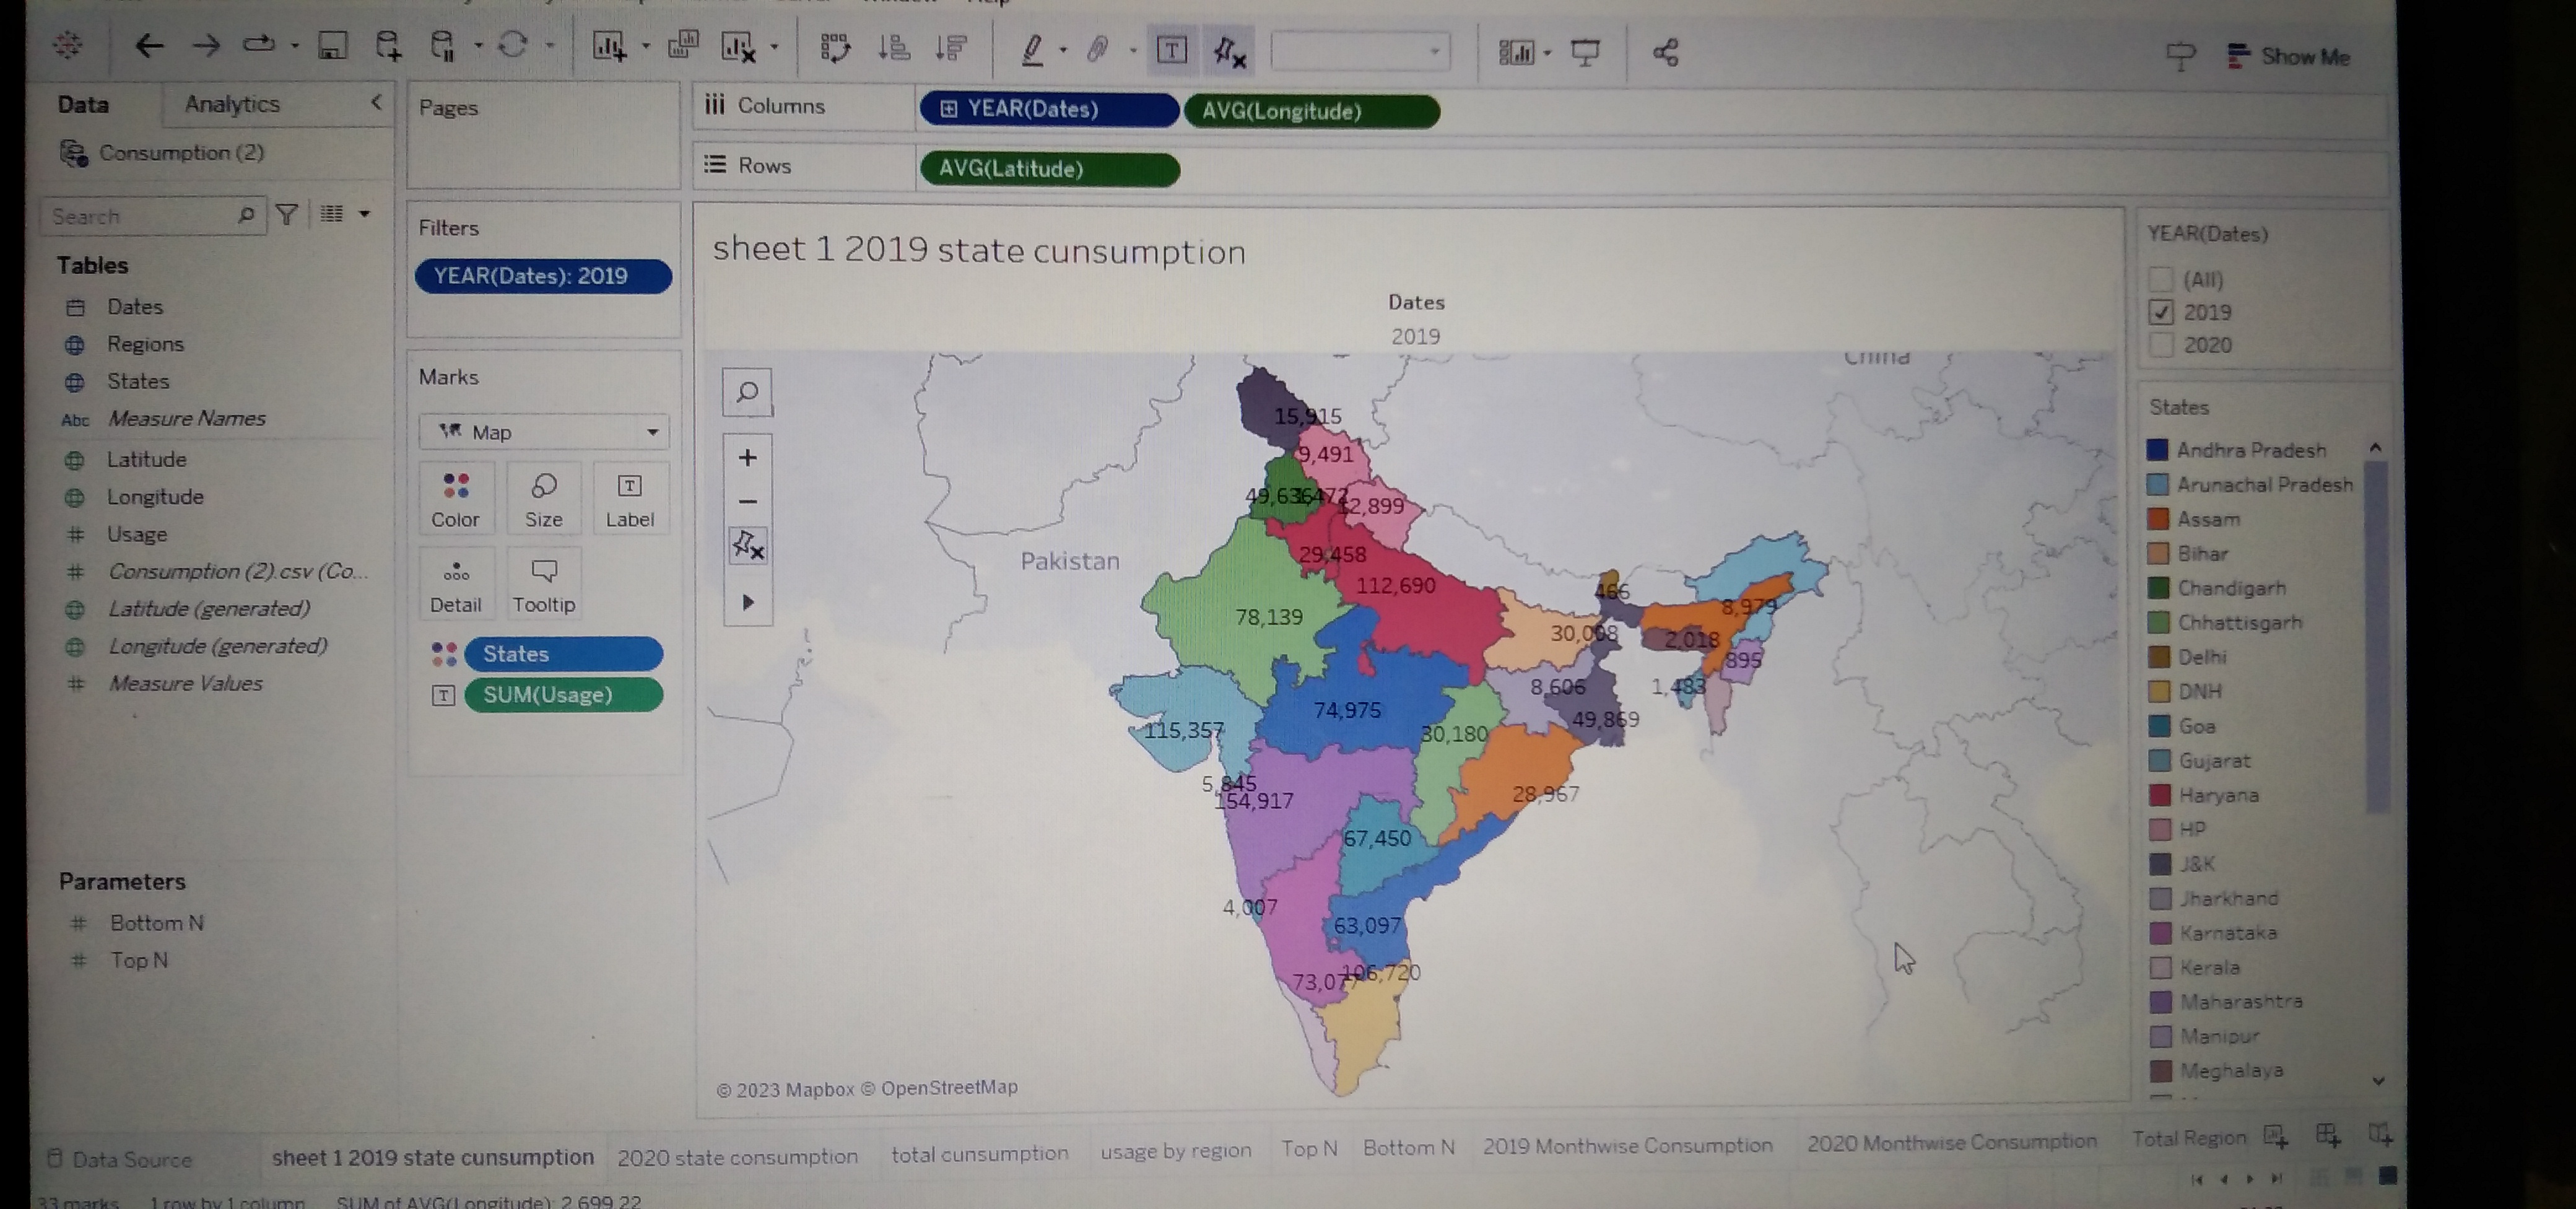 Help
Show Me
Data
Analytics
Pages
Columns
YEAR(Dates)
AVG(Longitude)
Consumption (2)
Rows
AVG(Latitude)
Search
Filters
YEAR(Dates): 2019
Tables
Dates
Regions
States
Abc Measure Names
Latitude
Longitude
Usage
Consumption (2).csv (Co...
Latitude (generated)
Longitude (generated)
Measure Values
Parameters
Bottom N
Top N
Marks
Map
Color
Size
Label
Detail
Tooltip
States
SUM(Usage)
sheet 1 2019 state cunsumption
Dates
2019
China
Pakistan
15,915
9,491
49,636
12,899
29,458
112,690
78,139
466
8,979
30,008
2,018
895
8,606
1,483
74,975
49,869
115,357
30,180
5,845
154,917
28,967
67,450
4,007
63,097
106,720
© 2023 Mapbox © OpenStreetMap
YEAR(Dates)
(All)
2019
2020
States
Andhra Pradesh
Arunachal Pradesh
Assam
Bihar
Chandigarh
Chhattisgarh
Delhi
DNH
Goa
Gujarat
Haryana
HP
J&K
Jharkhand
Karnataka
Kerala
Maharashtra
Manipur
Meghalaya
Data Source
sheet 1 2019 state cunsumption
2020 state consumption
total cunsumption
usage by region
Top N
Bottom N
2019 Monthwise Consumption
2020 Monthwise Consumption
Total Region
33 marks
1 row by 1 column
SUM of AVG(Longitude): 2,699.22